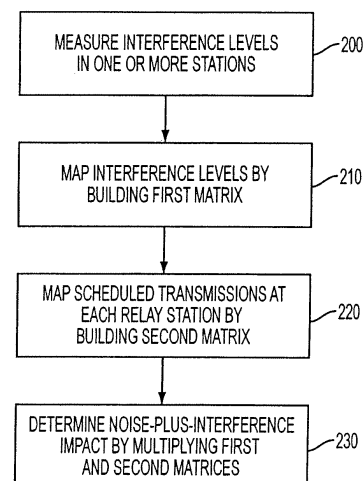 MEASURE INTERFERENCE LEVELS
IN ONE OR MORE STATIONS
200
MAP INTERFERENCE LEVELS BY
BUILDING FIRST MATRIX
210
MAP SCHEDULED TRANSMISSIONS AT
EACH RELAY STATION BY
BUILDING SECOND MATRIX
220
DETERMINE NOISE-PLUS-INTERFERENCE
IMPACT BY MULTIPLYING FIRST
AND SECOND MATRICES
230